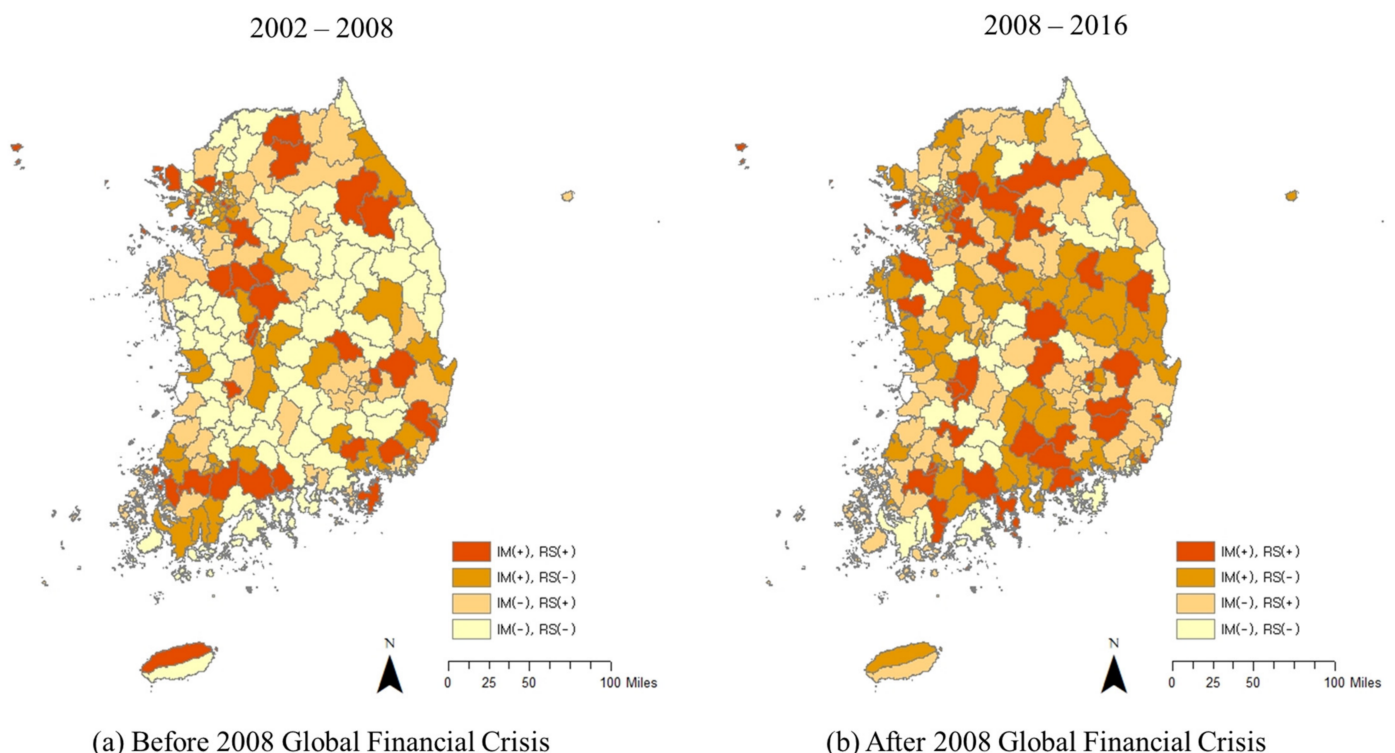 2002 – 2008
2008 – 2016
IM(+), RS(+)
IM(+), RS(-)
IM(-), RS(+)
IM(-), RS(-)
N
0 25 50 100 Miles
IM(+), RS(+)
IM(+), RS(-)
IM(-), RS(+)
IM(-), RS(-)
N
0 25 50 100 Miles
(a) Before 2008 Global Financial Crisis
(b) After 2008 Global Financial Crisis